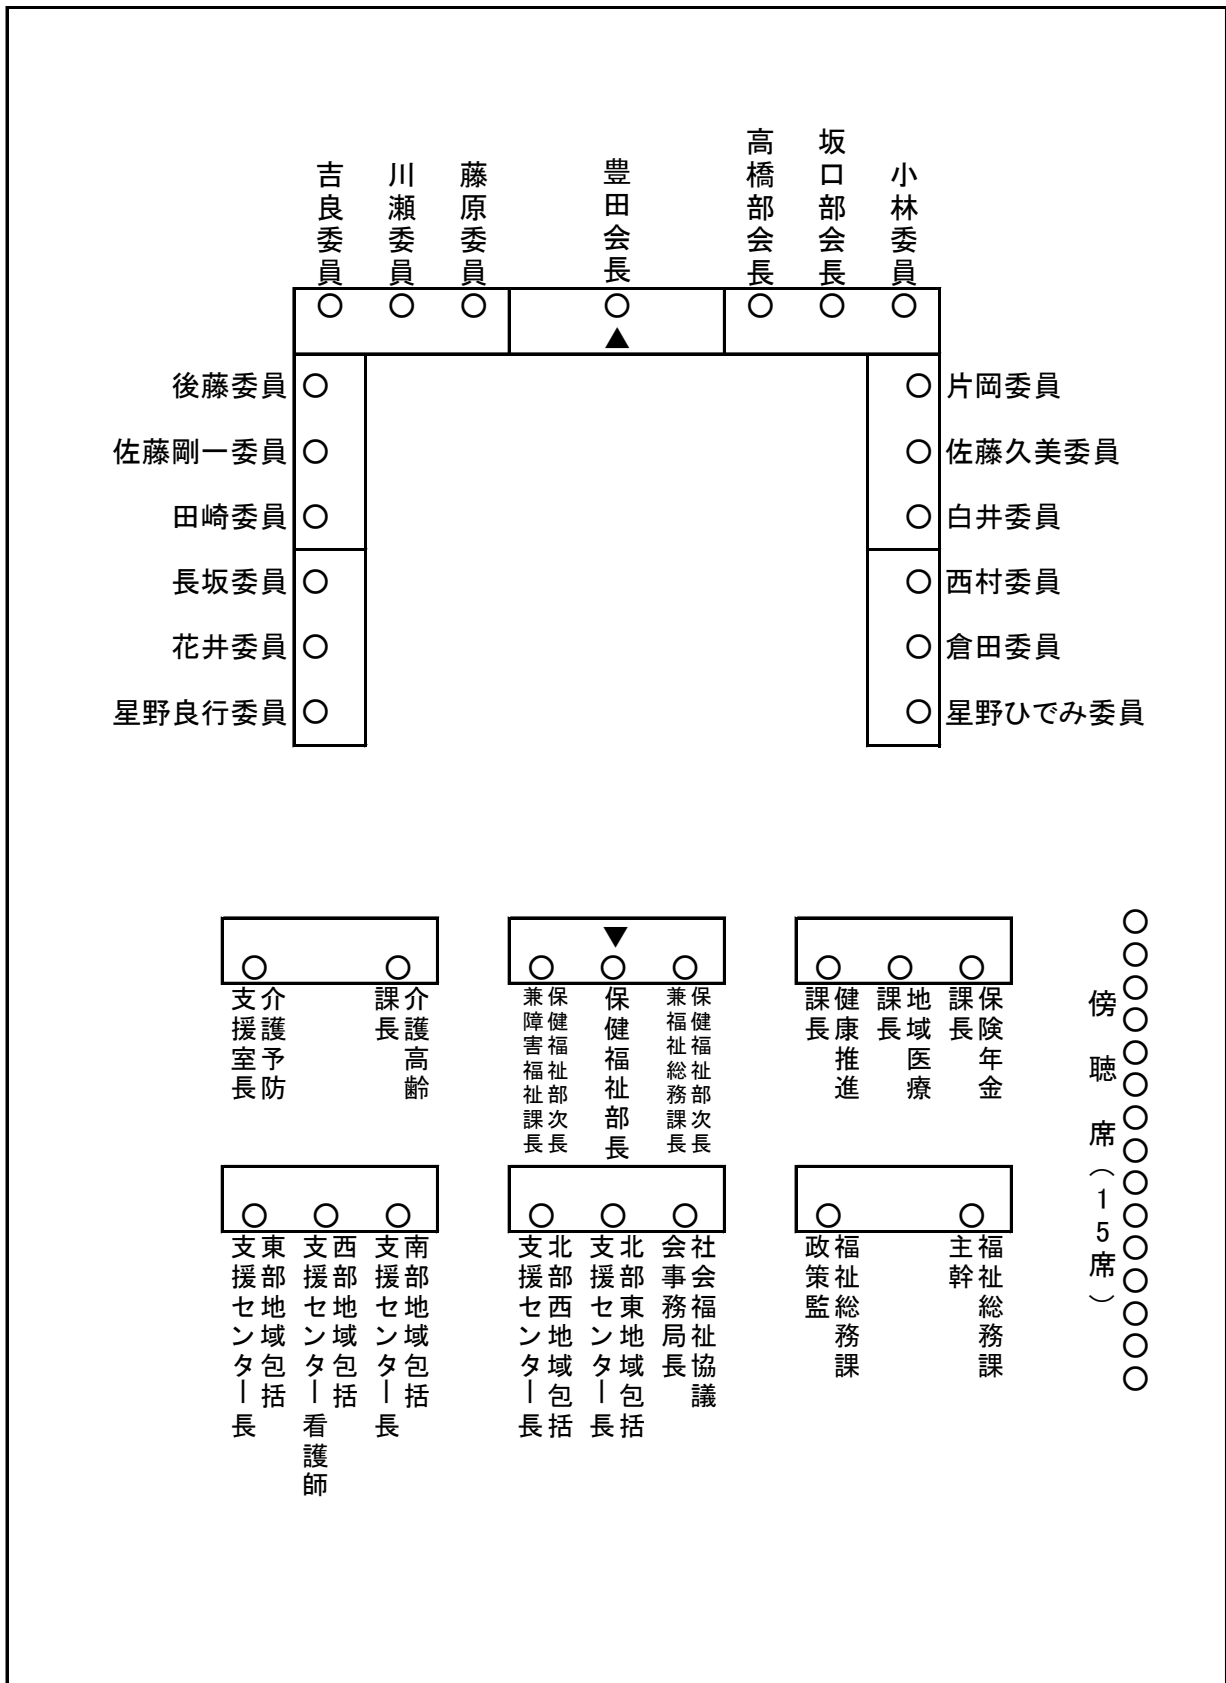 吉良委員
川瀬委員
藤原委員
豊田会長
高橋部会長
坂口部会長
小林委員
後藤委員
片岡委員
佐藤剛一委員
佐藤久美委員
田崎委員
白井委員
長坂委員
西村委員
花井委員
倉田委員
星野良行委員
星野ひでみ委員
介護予防
支援室長
介護高齢
課長
保健福祉部次長
兼障害福祉課長
保健福祉部長
保健福祉部次長
兼福祉総務課長
健康推進
課長
地域医療
課長
保険年金
課長
傍聴席(15席)
東部地域包括
支援センター長
西部地域包括
支援センター看護師
南部地域包括
支援センター長
北部西地域包括
支援センター長
北部東地域包括
支援センター長
社会福祉協議
会事務局長
福祉総務課
政策監
福祉総務課
主幹